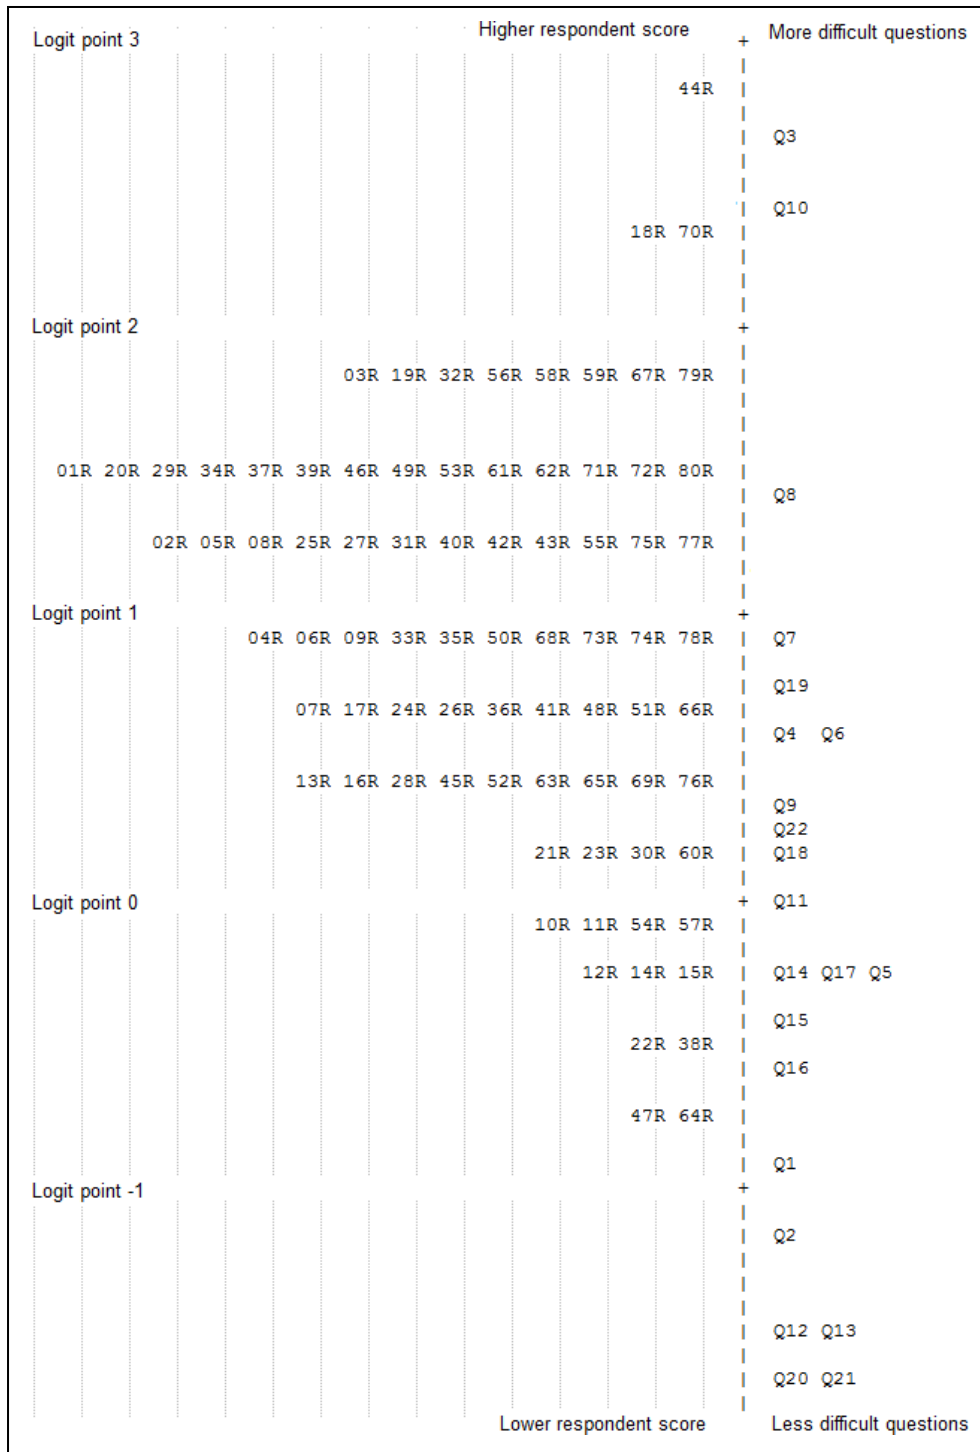 Higher respondent score More difficult questions
Logit point 3 +
|
44R |
|
| Q3
|
|
| Q10
18R 70R |
|
|
|
Logit point 2 +
|
03R 19R 32R 56R 58R 59R 67R 79R |
|
|
|
01R 20R 29R 34R 37R 39R 46R 49R 53R 61R 62R 71R 72R 80R |
| Q8
|
02R 05R 08R 25R 27R 31R 40R 42R 43R 55R 75R 77R |
|
|
Logit point 1 +
04R 06R 09R 33R 35R 50R 68R 73R 74R 78R | Q7
|
| Q19
07R 17R 24R 26R 36R 41R 48R 51R 66R |
| Q4 Q6
|
13R 16R 28R 45R 52R 63R 65R 69R 76R |
| Q9
| Q22
21R 23R 30R 60R | Q18
|
Logit point 0 + Q11
10R 11R 54R 57R |
|
12R 14R 15R | Q14 Q17 Q5
|
| Q15
22R 38R |
| Q16
|
47R 64R |
|
| Q1
Logit point -1 +
|
| Q2
|
|
|
| Q12 Q13
|
| Q20 Q21
|
Lower respondent score Less difficult questions